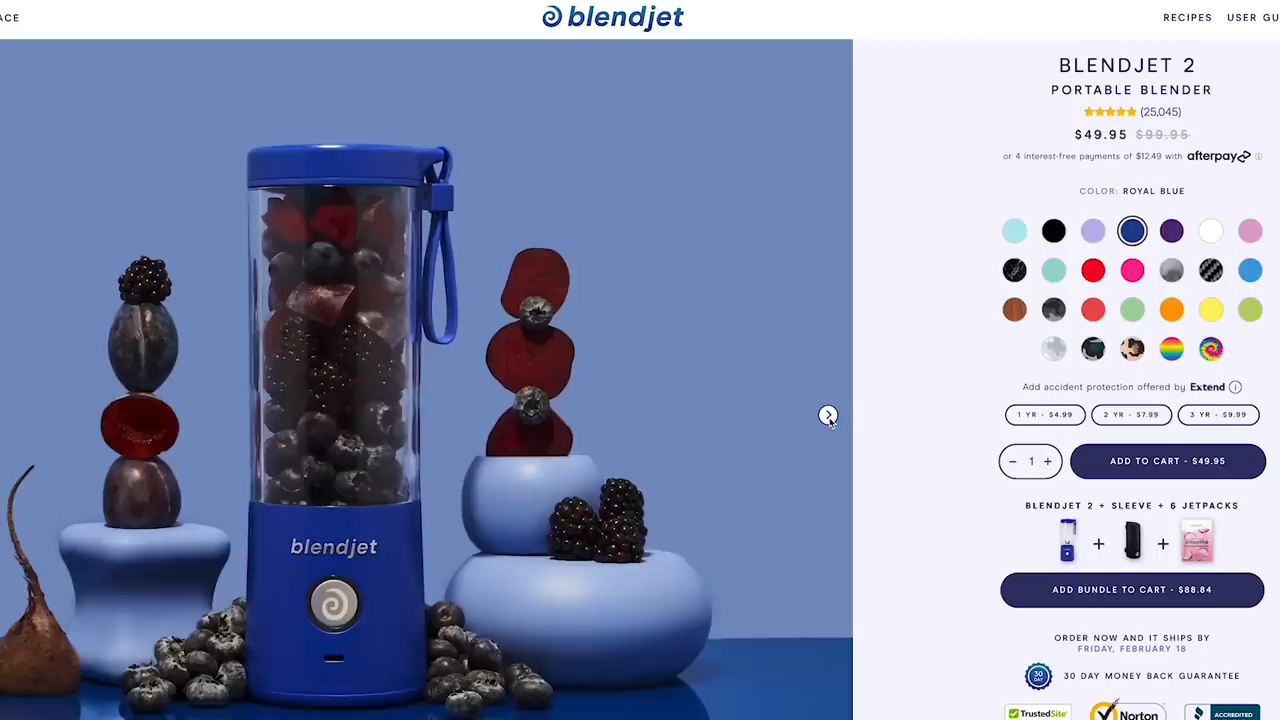 ACE
blendjet
RECIPES USER GU
BLENDJET 2
PORTABLE BLENDER
(25,045)
$49.95 $99.95
or 4 interest-free payments of $12.49 with afterpay
COLOR: ROYAL BLUE
Add accident protection offered by Extend
1 YR - $4.99 2 YR - $7.99 3 YR - $9.99
1 ADD TO CART - $49.95
BLENDJET 2 + SLEEVE + 6 JETPACKS
ADD BUNDLE TO CART - $88.84
ORDER NOW AND IT SHIPS BY
FRIDAY, FEBRUARY 18
30 DAY
30 DAY MONEY BACK GUARANTEE
TrustedSite
Norton
ACCREDITED
blendjet